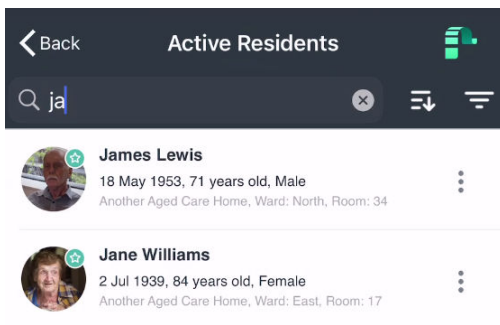 Back
Active Residents
ja
James Lewis
18 May 1953, 71 years old, Male
Another Aged Care Home, Ward: North, Room: 34
Jane Williams
2 Jul 1939, 84 years old, Female
Another Aged Care Home, Ward: East, Room: 17